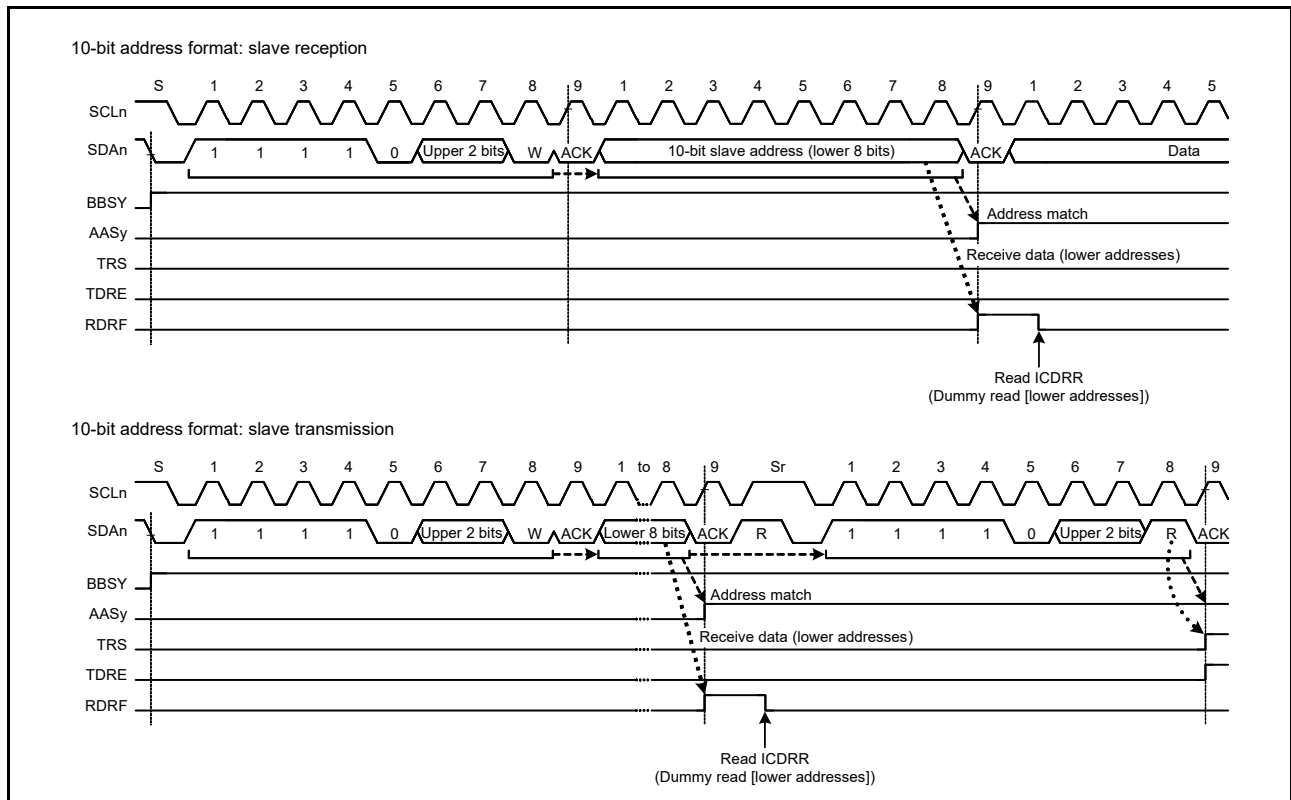 10-bit address format: slave reception
S 1 2 3 4 5 6 7 8 9 1 2 3 4 5 6 7 8 9 1 2 3 4 5
SCLn
SDAn 1 1 1 1 0 Upper 2 bits W ACK 10-bit slave address (lower 8 bits) ACK Data
BBSY
Address match
AASy
Receive data (lower addresses)
TRS
TDRE
RDRF
Read ICDRR
(Dummy read [lower addresses])
10-bit address format: slave transmission
S 1 2 3 4 5 6 7 8 9 1 to 8 9 Sr 1 2 3 4 5 6 7 8 9
SCLn
SDAn 1 1 1 1 0 Upper 2 bits W ACK Lower 8 bits ACK R 1 1 1 1 0 Upper 2 bits R ACK
BBSY
Address match
AASy
Receive data (lower addresses)
TRS
TDRE
RDRF
Read ICDRR
(Dummy read [lower addresses])